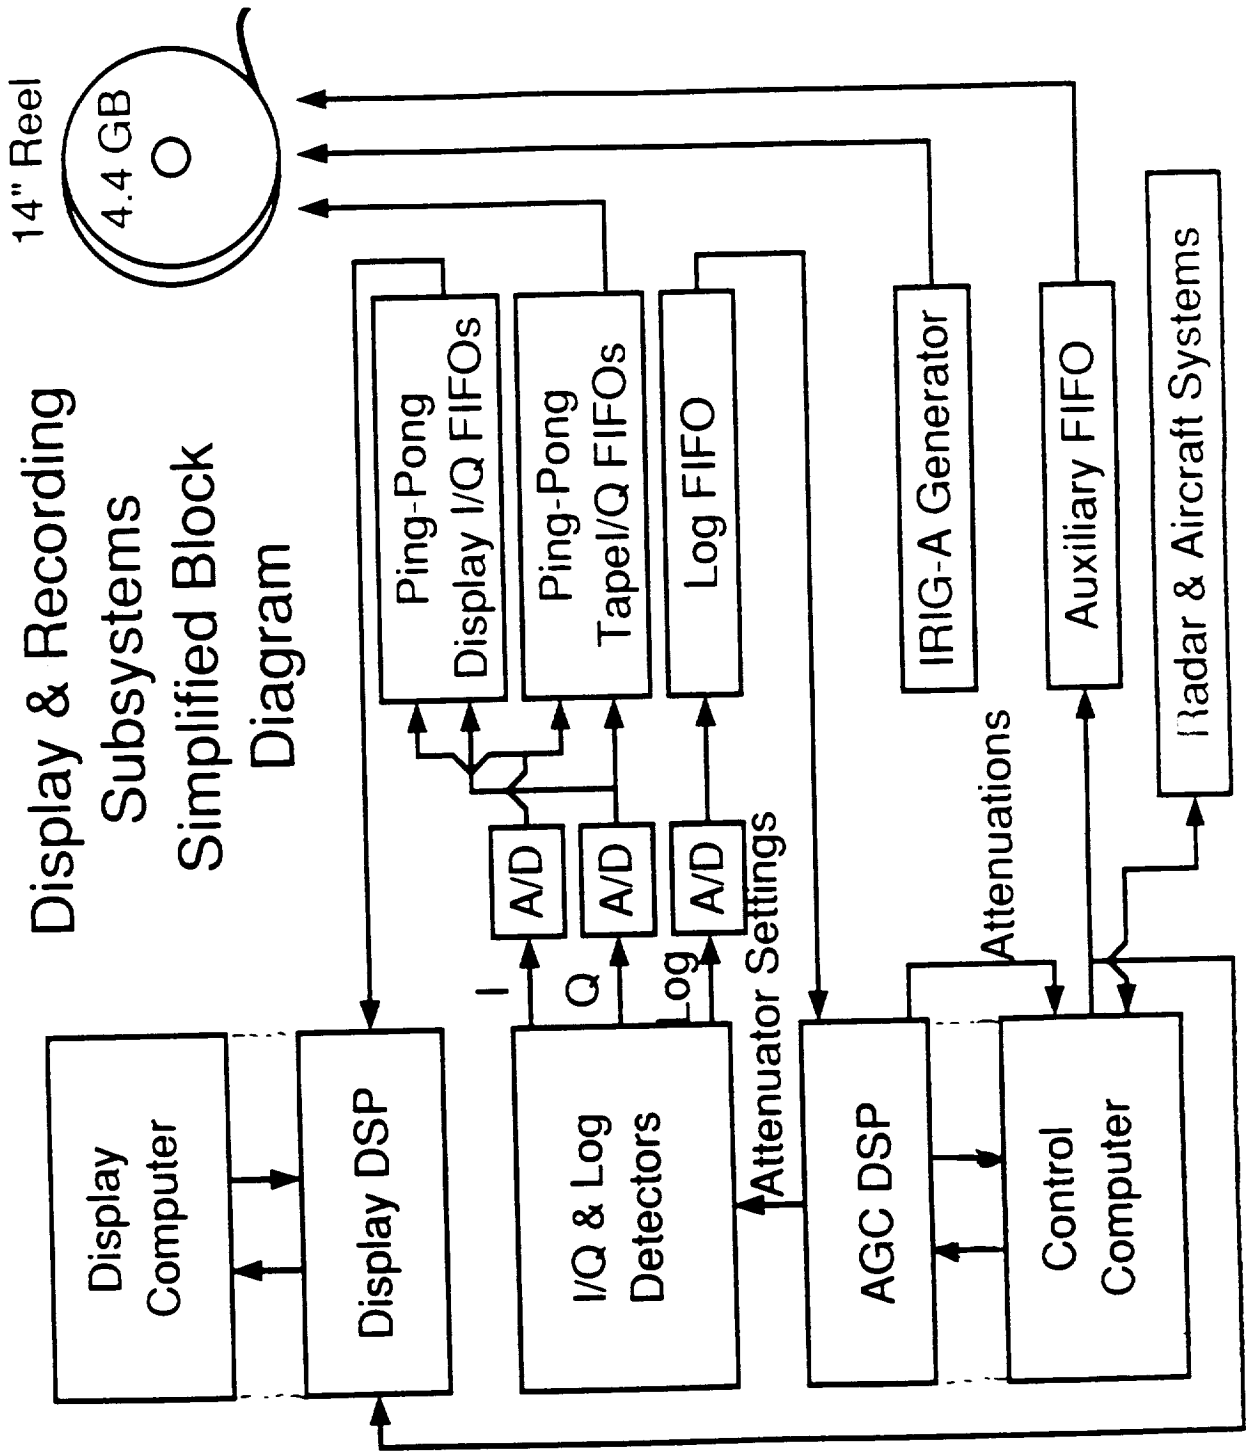 Display & Recording
Subsystems
Simplified Block
Diagram
14" Reel
4.4 GB
Display
Computer
Display DSP
Ping-Pong
Display I/Q FIFOs
I
A/D
Ping-Pong
TapeI/Q FIFOs
I/Q & Log
Detectors
Q
A/D
Log
A/D
Log FIFO
Attenuator Settings
AGC DSP
IRIG-A Generator
Attenuations
Control
Computer
Auxiliary FIFO
Radar & Aircraft Systems